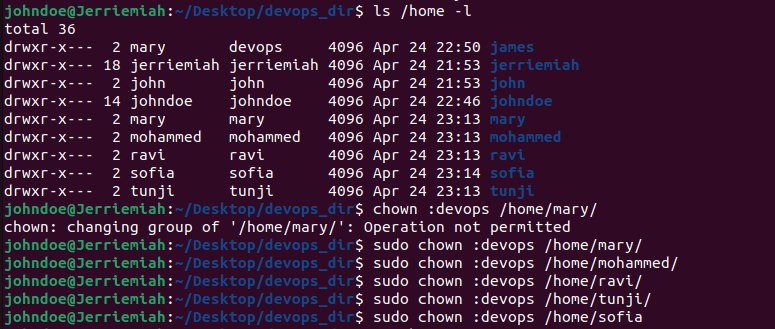 johndoe@Jerriemiah:~/Desktop/devops_dir$ ls /home -l
total 36
drwxr-x---  2 mary      devops    4096 Apr 24 22:50 james
drwxr-x--- 18 jerriemiah jerriemiah 4096 Apr 24 21:53 jerriemiah
drwxr-x---  2 john      john      4096 Apr 24 21:53 john
drwxr-x--- 14 johndoe   johndoe   4096 Apr 24 22:46 johndoe
drwxr-x---  2 mary      mary      4096 Apr 24 23:13 mary
drwxr-x---  2 mohammed  mohammed  4096 Apr 24 23:13 mohammed
drwxr-x---  2 ravi      ravi      4096 Apr 24 23:13 ravi
drwxr-x---  2 sofia     sofia     4096 Apr 24 23:14 sofia
drwxr-x---  2 tunji     tunji     4096 Apr 24 23:13 tunji
johndoe@Jerriemiah:~/Desktop/devops_dir$ chown :devops /home/mary/
chown: changing group of '/home/mary/': Operation not permitted
johndoe@Jerriemiah:~/Desktop/devops_dir$ sudo chown :devops /home/mary/
johndoe@Jerriemiah:~/Desktop/devops_dir$ sudo chown :devops /home/mohammed/
johndoe@Jerriemiah:~/Desktop/devops_dir$ sudo chown :devops /home/ravi/
johndoe@Jerriemiah:~/Desktop/devops_dir$ sudo chown :devops /home/tunji/
johndoe@Jerriemiah:~/Desktop/devops_dir$ sudo chown :devops /home/sofia